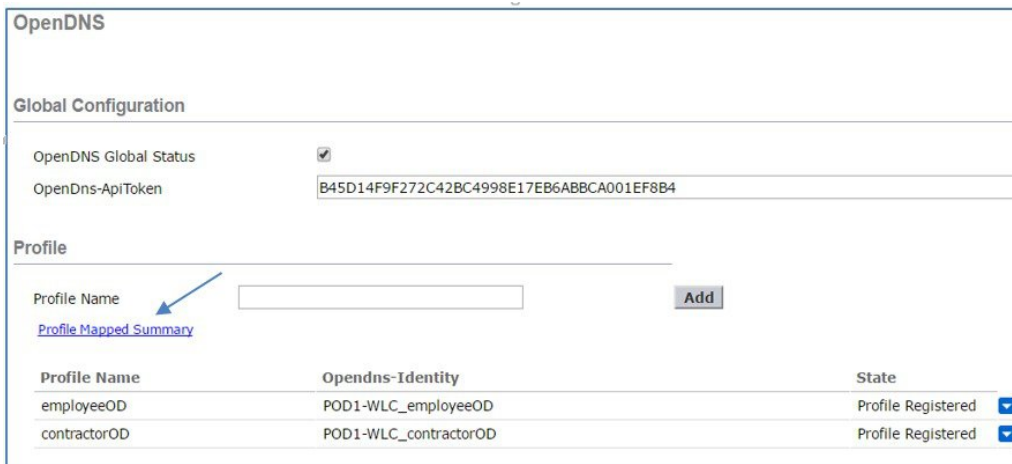 OpenDNS
Global Configuration
OpenDNS Global Status
OpenDns-ApiToken B45D14F9F272C42BC4998E17EB6ABBCA001EF8B4
Profile
Profile Name Add
Profile Mapped Summary
Profile Name Opendns-Identity State
employeeOD POD1-WLC_employeeOD Profile Registered
contractorOD POD1-WLC_contractorOD Profile Registered